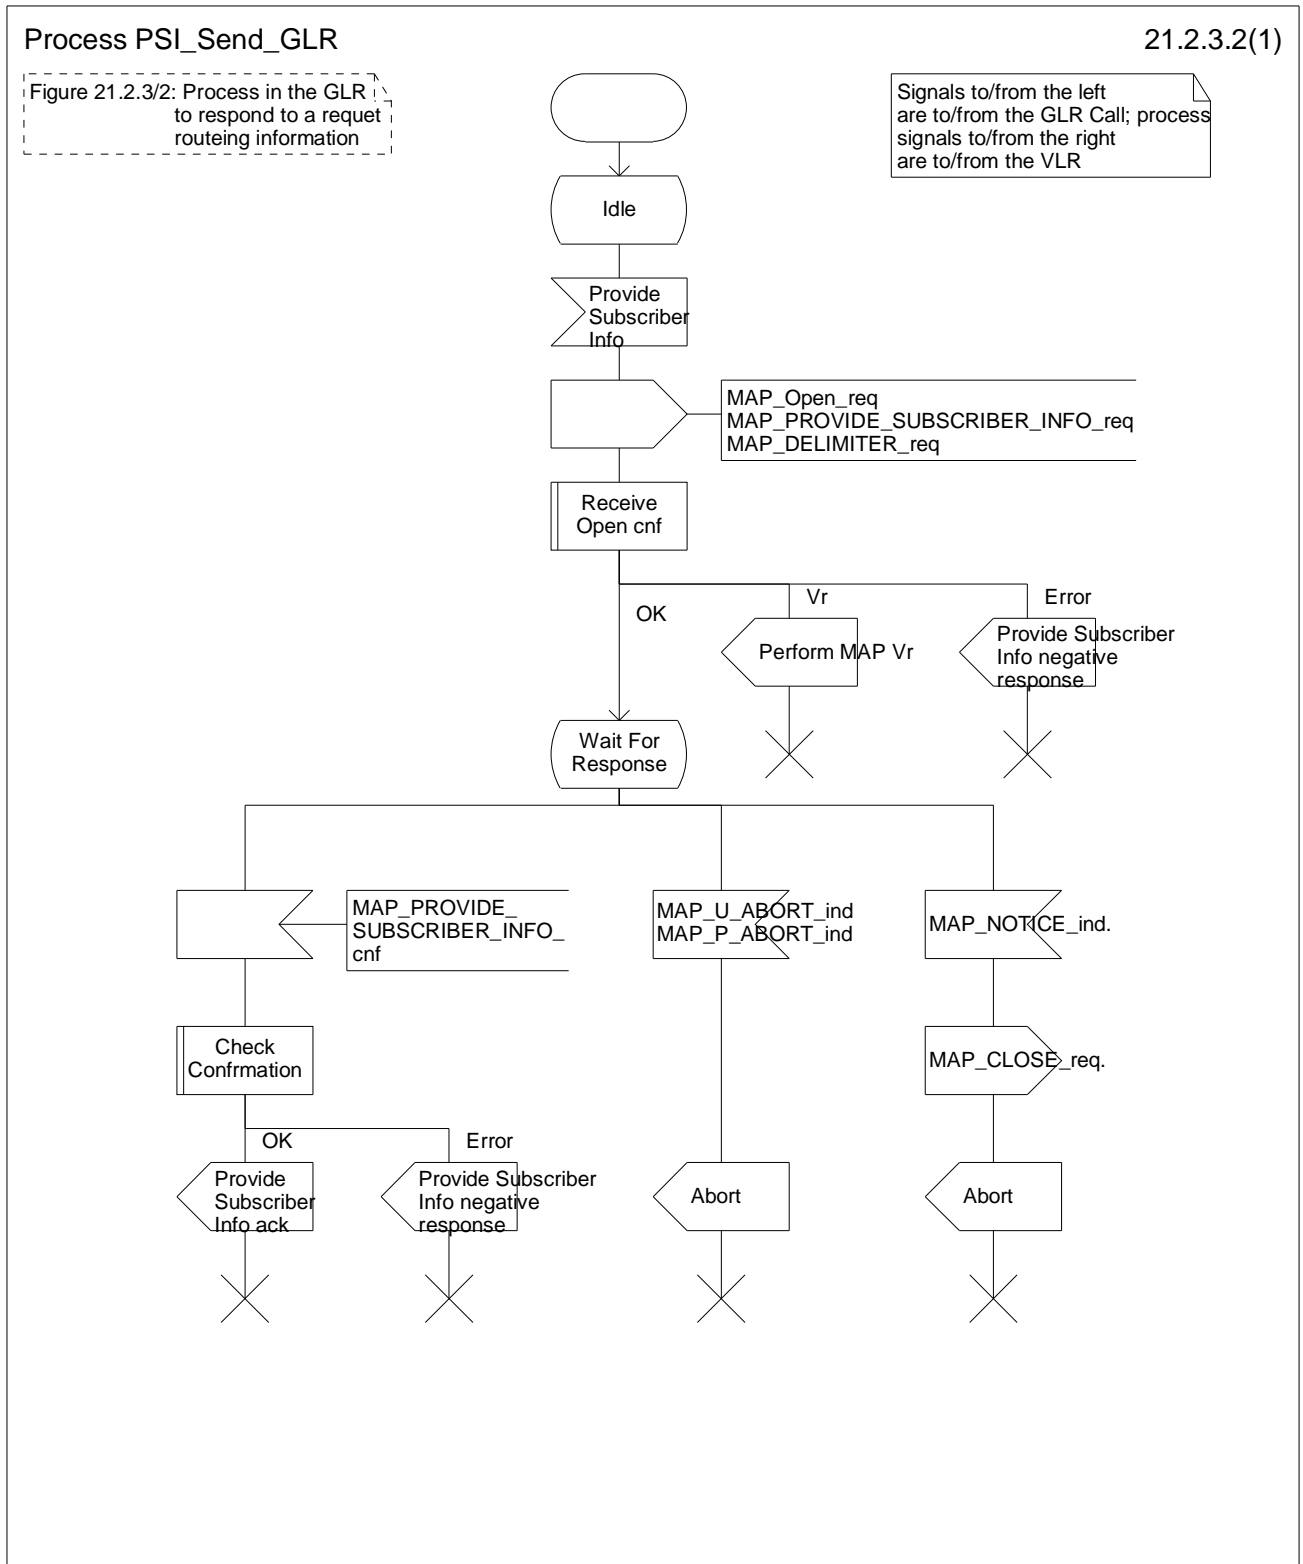 Process PSI_Send_GLR
21.2.3.2(1)
Figure 21.2.3/2: Process in the GLR
to respond to a requet
routeing information
Signals to/from the left
are to/from the GLR Call; process
signals to/from the right
are to/from the VLR
Idle
Provide
Subscriber
Info
MAP_Open_req
MAP_PROVIDE_SUBSCRIBER_INFO_req
MAP_DELIMITER_req
Receive
Open cnf
OK
Vr
Error
Perform MAP Vr
Provide Subscriber
Info negative
response
Wait For
Response
MAP_PROVIDE_
SUBSCRIBER_INFO_
cnf
MAP_U_ABORT_ind
MAP_P_ABORT_ind
MAP_NOTICE_ind.
Check
Confrmation
MAP_CLOSE_req.
OK
Error
Provide
Subscriber
Info ack
Provide Subscriber
Info negative
response
Abort
Abort